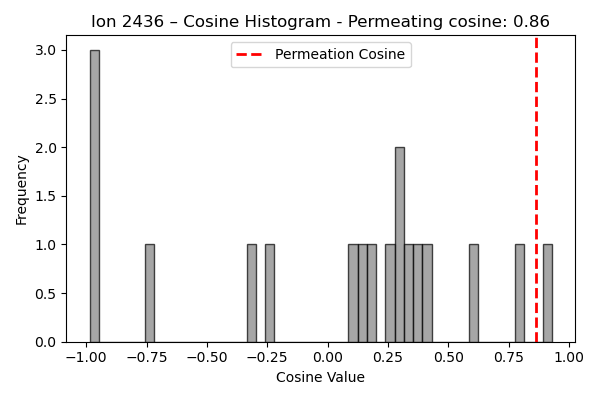 Ion 2436 – Cosine Histogram - Permeating cosine: 0.86
Permeation Cosine
Frequency
3.0
2.5
2.0
1.5
1.0
0.5
0.0
−1.00 −0.75 −0.50 −0.25 0.00 0.25 0.50 0.75 1.00
Cosine Value